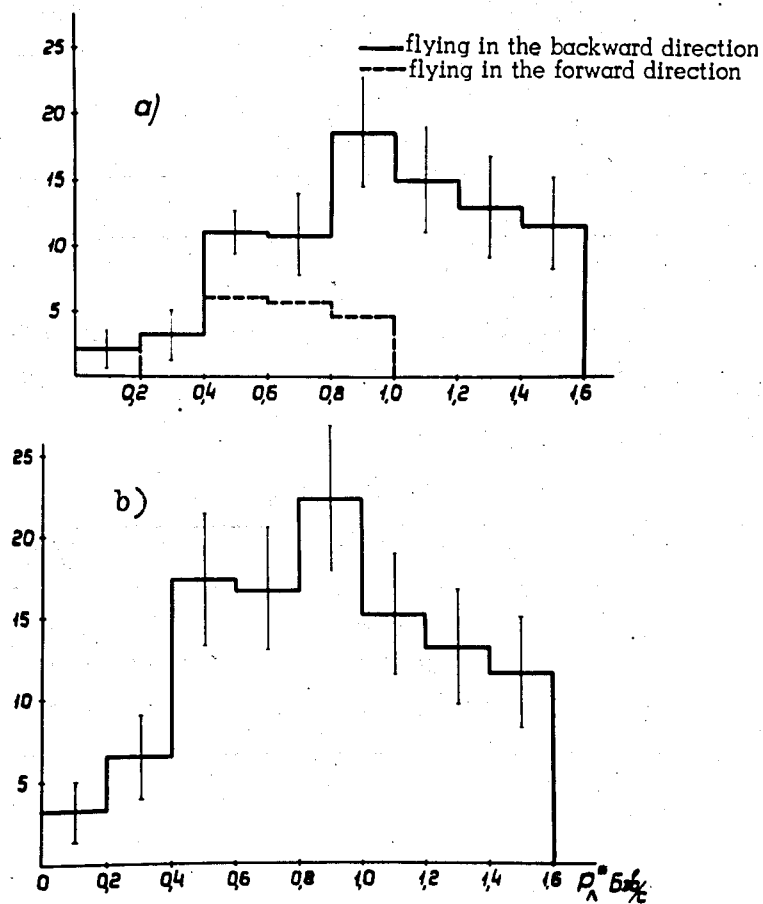 25
flying in the backward direction
flying in the forward direction
a)
20
15
10
5
0,2 0,4 0,6 0,8 1,0 1,2 1,4 1,6
25
b)
20
15
10
5
0 0,2 0,4 0,6 0,8 1,0 1,2 1,4 1,6 P*Λ Бэв/c